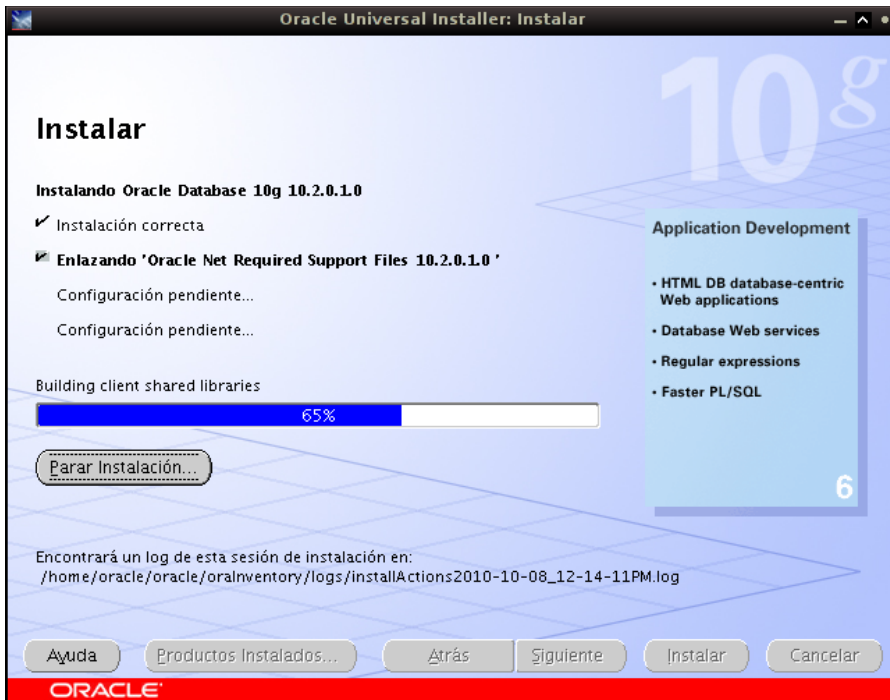 Oracle Universal Installer: Instalar
10g
Instalar
Instalando Oracle Database 10g 10.2.0.1.0
Instalación correcta
Enlazando 'Oracle Net Required Support Files 10.2.0.1.0 '
Configuración pendiente...
Configuración pendiente...
Building client shared libraries
65%
Parar Instalación...
Application Development
• HTML DB database-centric
Web applications
• Database Web services
• Regular expressions
• Faster PL/SQL
6
Encontrará un log de esta sesión de instalación en:
/home/oracle/oracle/oraInventory/logs/installActions2010-10-08_12-14-11PM.log
Ayuda
Productos Instalados...
Atrás
Siguiente
Instalar
Cancelar
ORACLE